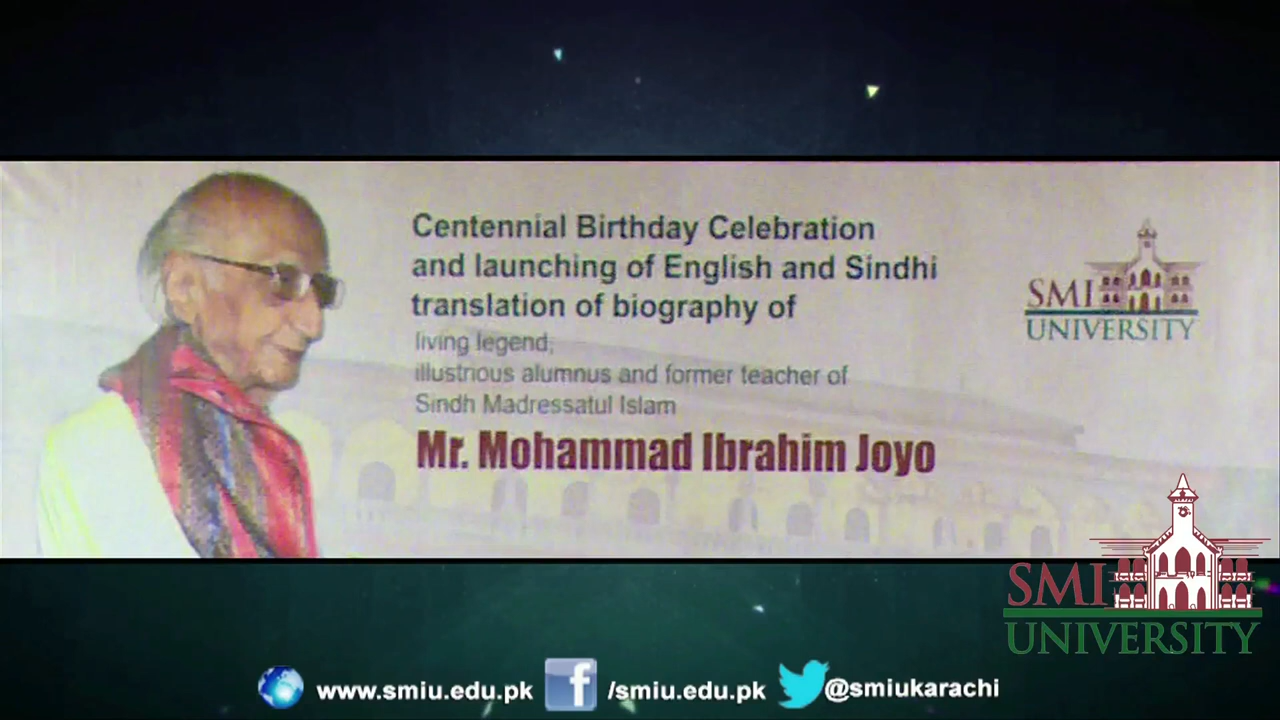 Centennial Birthday Celebration
and launching of English and Sindhi
translation of biography of
living legend,
illustrious alumnus and former teacher of
Sindh Madressatul Islam
Mr. Mohammad Ibrahim Joyo
SMI
UNIVERSITY
SMI
UNIVERSITY
www.smiu.edu.pk
f /smiu.edu.pk
@smiukarachi